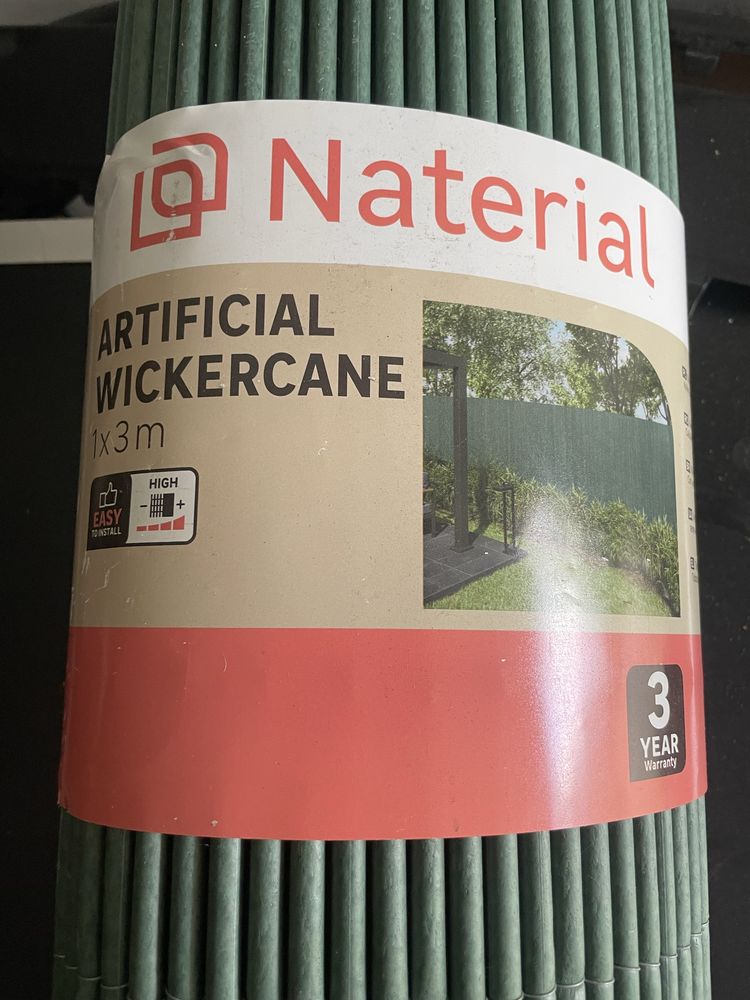 Naterial
ARTIFICIAL
WICKERCANE
1x3m
EASY
TO INSTALL
HIGH
- +
3
YEAR
Warranty